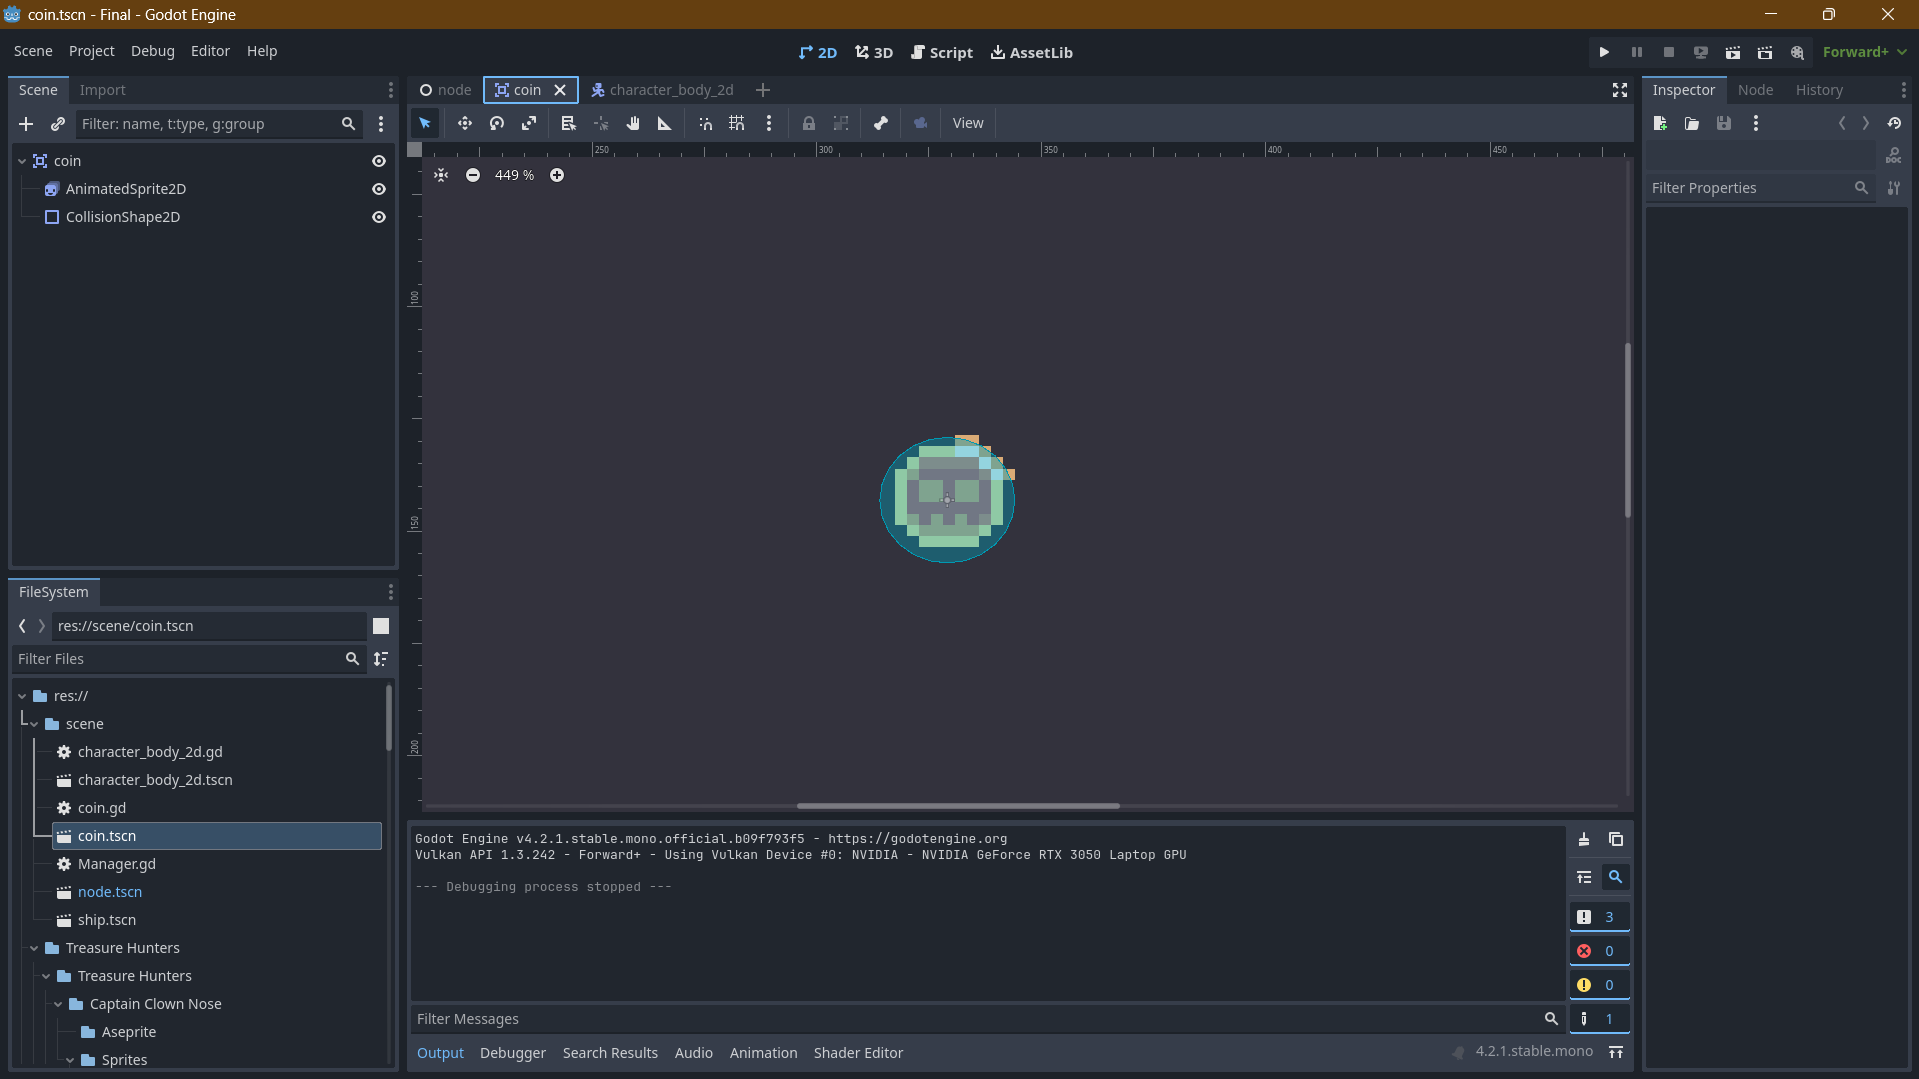 coin.tscn - Final - Godot Engine
Scene Project Debug Editor Help
2D 3D Script AssetLib
Forward+
Scene Import
node coin character_body_2d
Inspector Node History
Filter: name, t:type, g:group
View
250 300 350 400 450
coin
449 %
DOC
AnimatedSprite2D
Filter Properties
CollisionShape2D
100
150
200
FileSystem
res://scene/coin.tscn
Filter Files
res://
scene
character_body_2d.gd
character_body_2d.tscn
coin.gd
coin.tscn
Manager.gd
node.tscn
ship.tscn
Treasure Hunters
Treasure Hunters
Captain Clown Nose
Aseprite
Sprites
Godot Engine v4.2.1.stable.mono.official.b09f793f5 - https://godotengine.org
Vulkan API 1.3.242 - Forward+ - Using Vulkan Device #0: NVIDIA - NVIDIA GeForce RTX 3050 Laptop GPU
--- Debugging process stopped ---
3
0
0
1
Filter Messages
Output Debugger Search Results Audio Animation Shader Editor
4.2.1.stable.mono